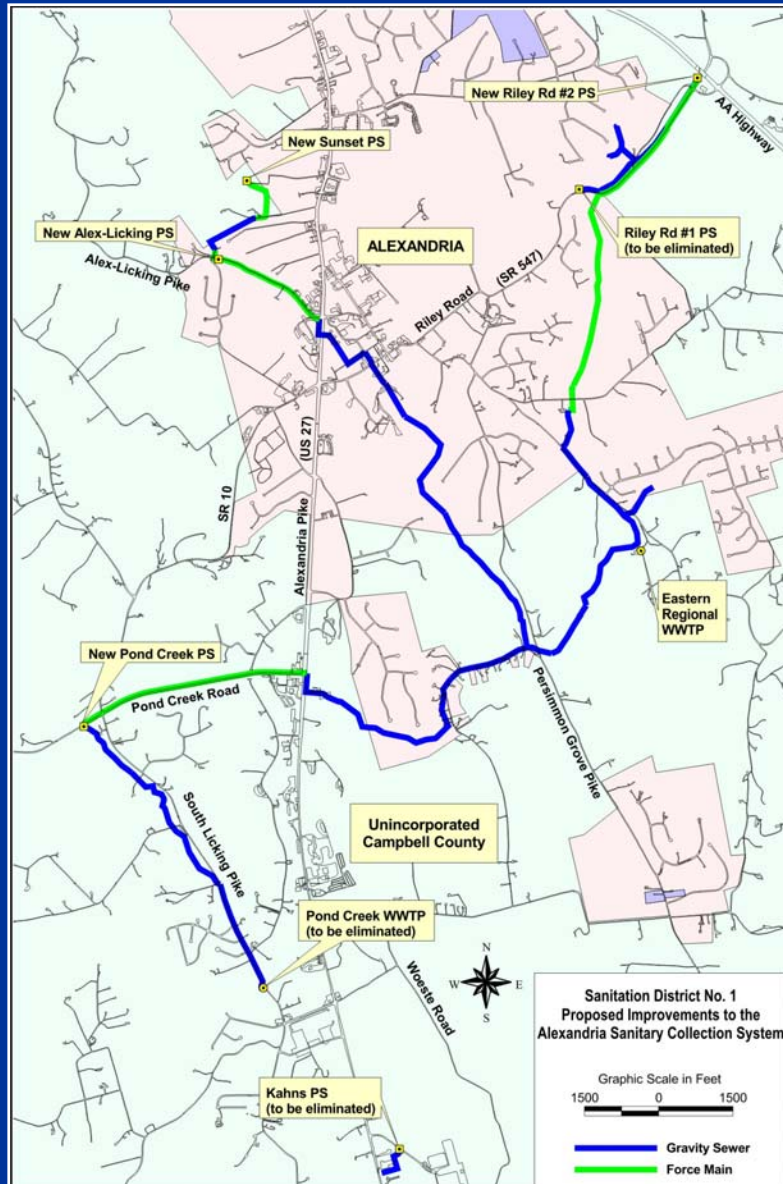 New Riley Rd #2 PS
AA Highway
New Sunset PS
New Alex-Licking PS
Alex-Licking Pike
ALEXANDRIA
Riley Rd #1 PS
(to be eliminated)
Riley Road
(SR 547)
(US 27)
SR 10
Alexandria Pike
Eastern
Regional
WWTP
New Pond Creek PS
Pond Creek Road
Persimmon Grove Pike
South Licking Pike
Unincorporated
Campbell County
Pond Creek WWTP
(to be eliminated)
Woeste Road
N
W
E
S
Kahns PS
(to be eliminated)
Sanitation District No. 1
Proposed Improvements to the
Alexandria Sanitary Collection System
Graphic Scale in Feet
1500 0 1500
Gravity Sewer
Force Main